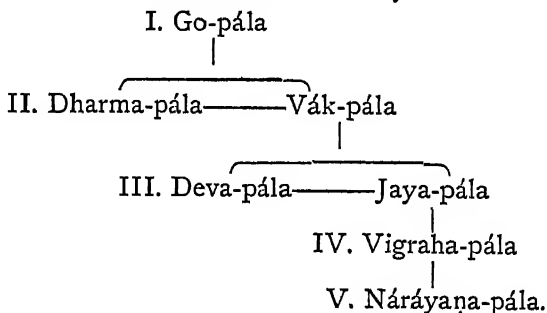 I. Go-pála
II. Dharma-pála Vák-pála
III. Deva-pála Jaya-pála
IV. Vigraha-pála
V. Náráyaṇa-pála.